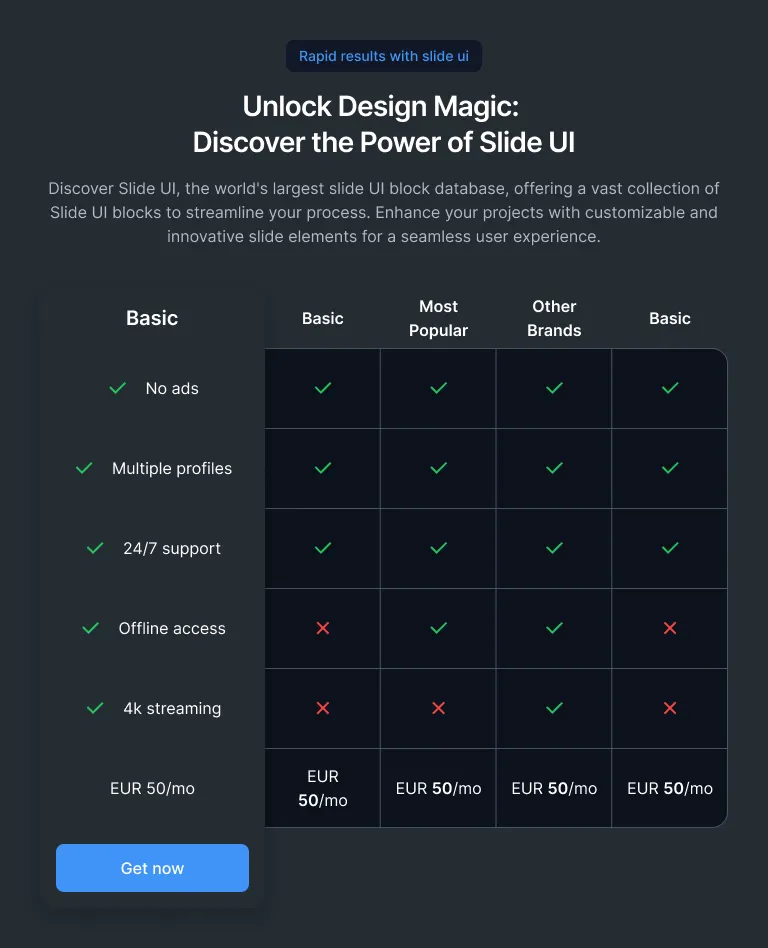 Rapid results with slide ui
Unlock Design Magic:
Discover the Power of Slide UI
Discover Slide UI, the world's largest slide UI block database, offering a vast collection of
Slide UI blocks to streamline your process. Enhance your projects with customizable and
innovative slide elements for a seamless user experience.
Basic
Basic
Most
Popular
Other
Brands
Basic
No ads
Multiple profiles
24/7 support
Offline access
4k streaming
EUR 50/mo
EUR
50/mo
EUR 50/mo
EUR 50/mo
EUR 50/mo
Get now